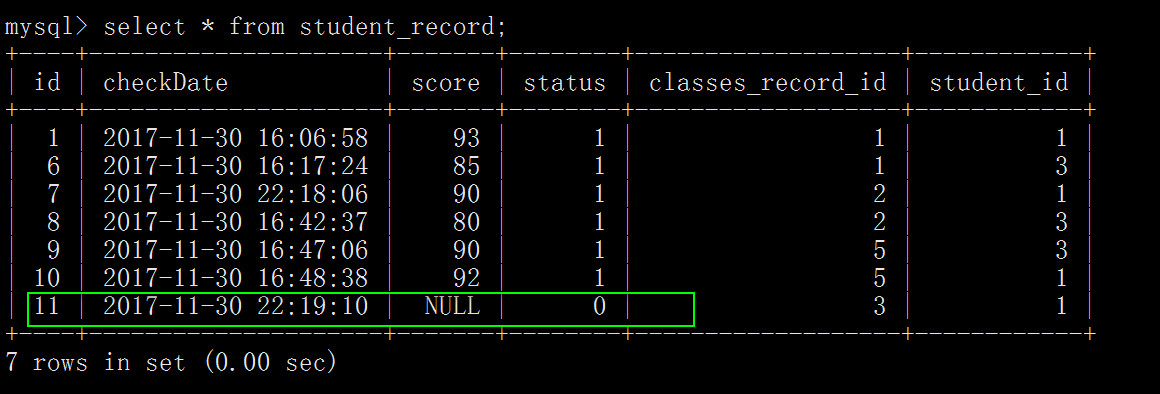 mysql> select * from student_record;
+----+---------------------+-------+--------+-------------------+------------+
| id | checkDate           | score | status | classes_record_id | student_id |
+----+---------------------+-------+--------+-------------------+------------+
|  1 | 2017-11-30 16:06:58 |    93 |      1 |                 1 |          1 |
|  6 | 2017-11-30 16:17:24 |    85 |      1 |                 1 |          3 |
|  7 | 2017-11-30 22:18:06 |    90 |      1 |                 2 |          1 |
|  8 | 2017-11-30 16:42:37 |    80 |      1 |                 2 |          3 |
|  9 | 2017-11-30 16:47:06 |    90 |      1 |                 5 |          3 |
| 10 | 2017-11-30 16:48:38 |    92 |      1 |                 5 |          1 |
| 11 | 2017-11-30 22:19:10 |  NULL |      0 |                 3 |          1 |
+----+---------------------+-------+--------+-------------------+------------+
7 rows in set (0.00 sec)